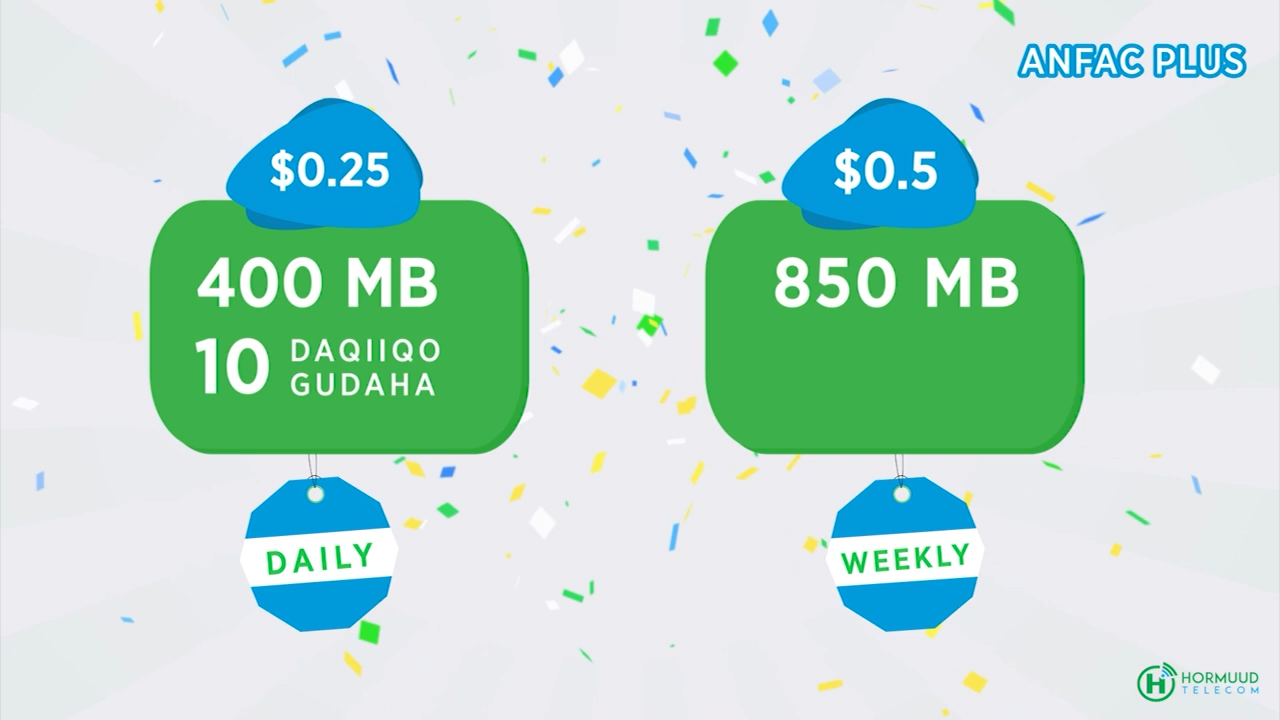 ANFAC PLUS
$0.25
400 MB
10 DAQIIQO
GUDAHA
DAILY
$0.5
850 MB
WEEKLY
HORMUUD
TELECOM